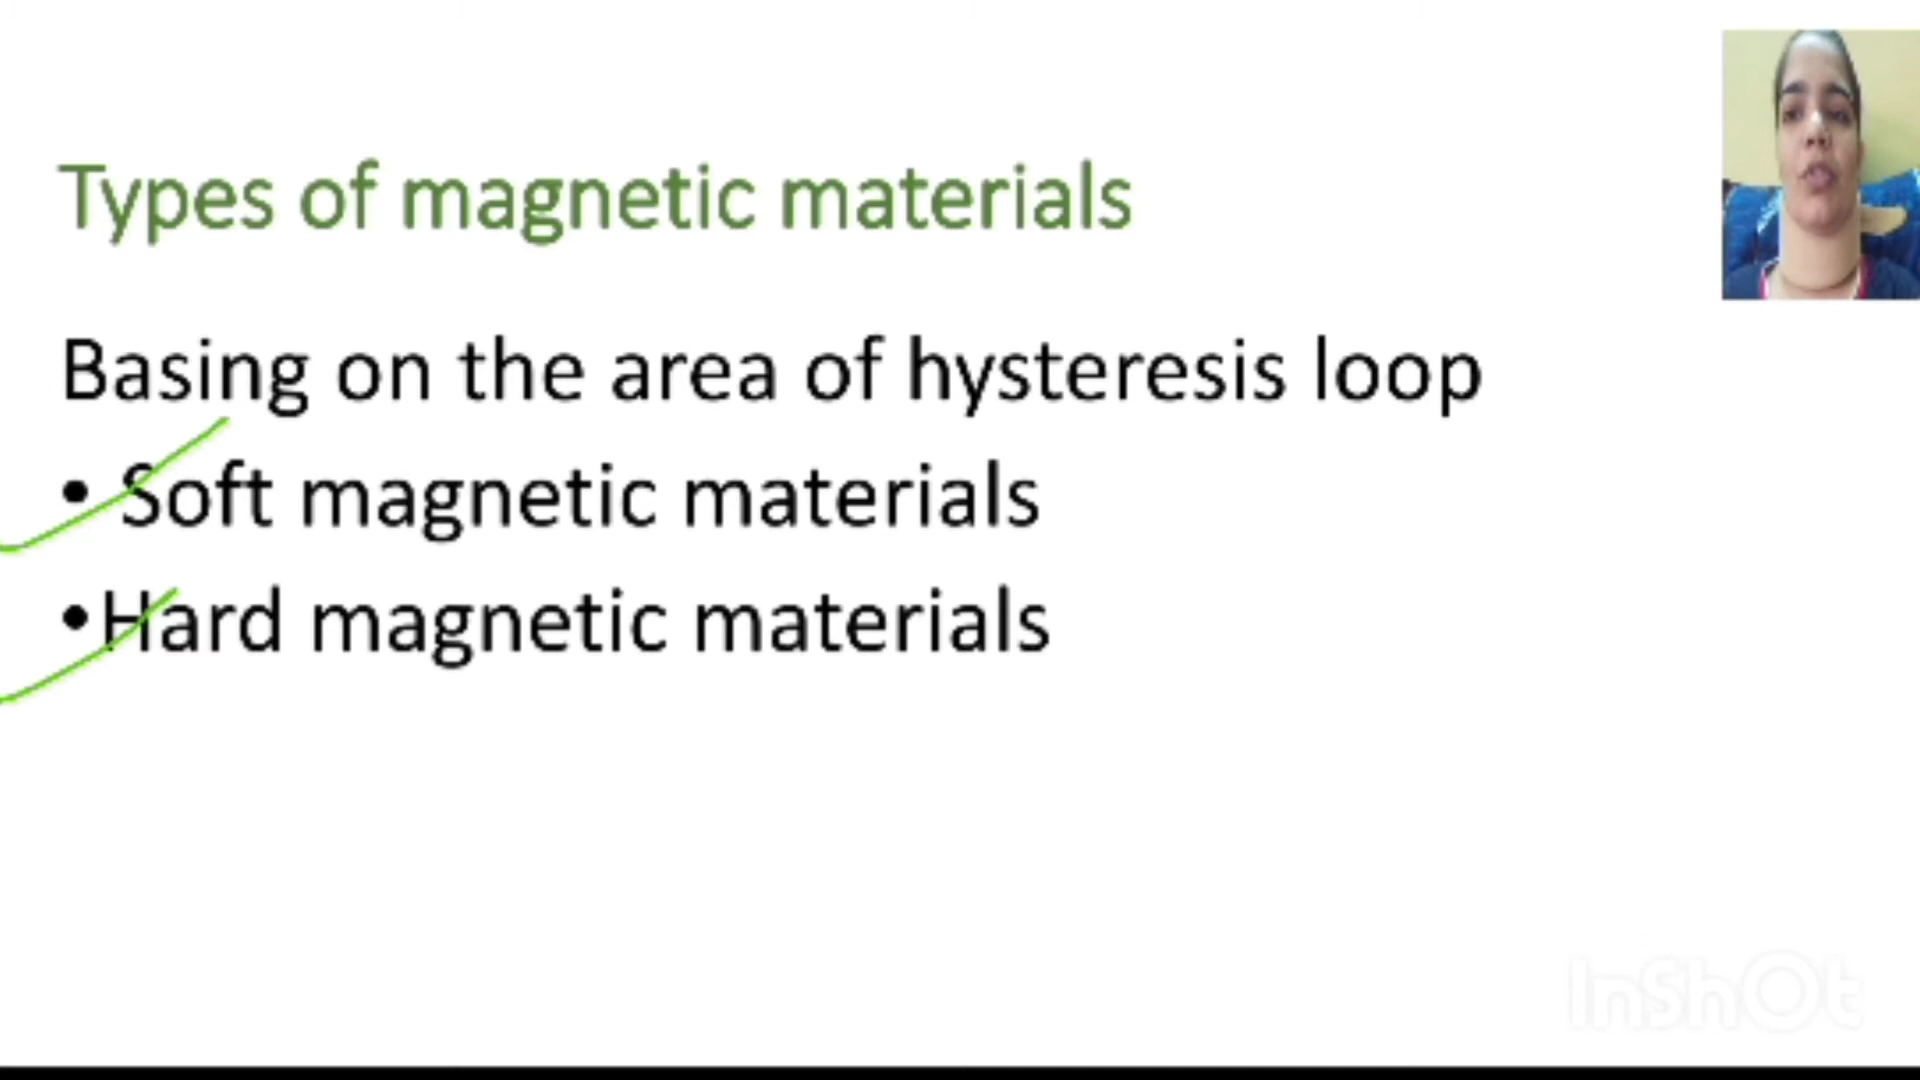 Types of magnetic materials
Basing on the area of hysteresis loop
• Soft magnetic materials
•Hard magnetic materials
InShOt